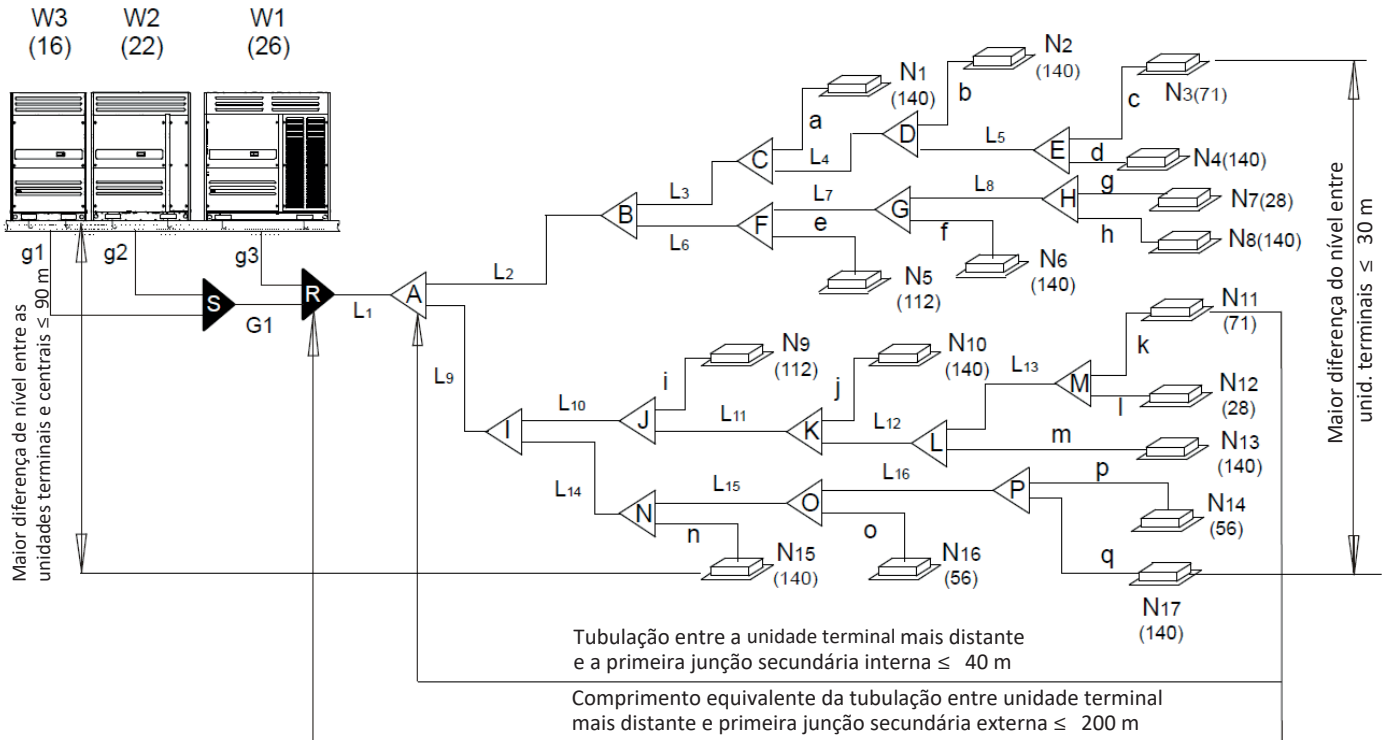 W3
(16)
W2
(22)
W1
(26)
N1
(140)
N2
(140)
N3(71)
a
b
c
C
D
E
L4
L5
d
N4(140)
L3
B
L7
G
L8
H
g
N7(28)
h
N8(140)
L6
F
e
f
N5
(112)
N6
(140)
g1
g2
g3
S
R
G1
L1
A
L2
L9
Maior diferença de nível entre as
unidades terminais e centrais ≤ 90 m
Maior diferença do nível entre
unid. terminais ≤ 30 m
N9
(112)
N10
(140)
N11
(71)
i
j
k
L13
M
l
N12
(28)
I
L10
J
L11
K
L12
L
m
N13
(140)
L14
N
L15
O
L16
P
p
N14
(56)
n
N15
(140)
o
N16
(56)
q
N17
(140)
Tubulação entre a unidade terminal mais distante
e a primeira junção secundária interna ≤ 40 m
Comprimento equivalente da tubulação entre unidade terminal
mais distante e primeira junção secundária externa ≤ 200 m